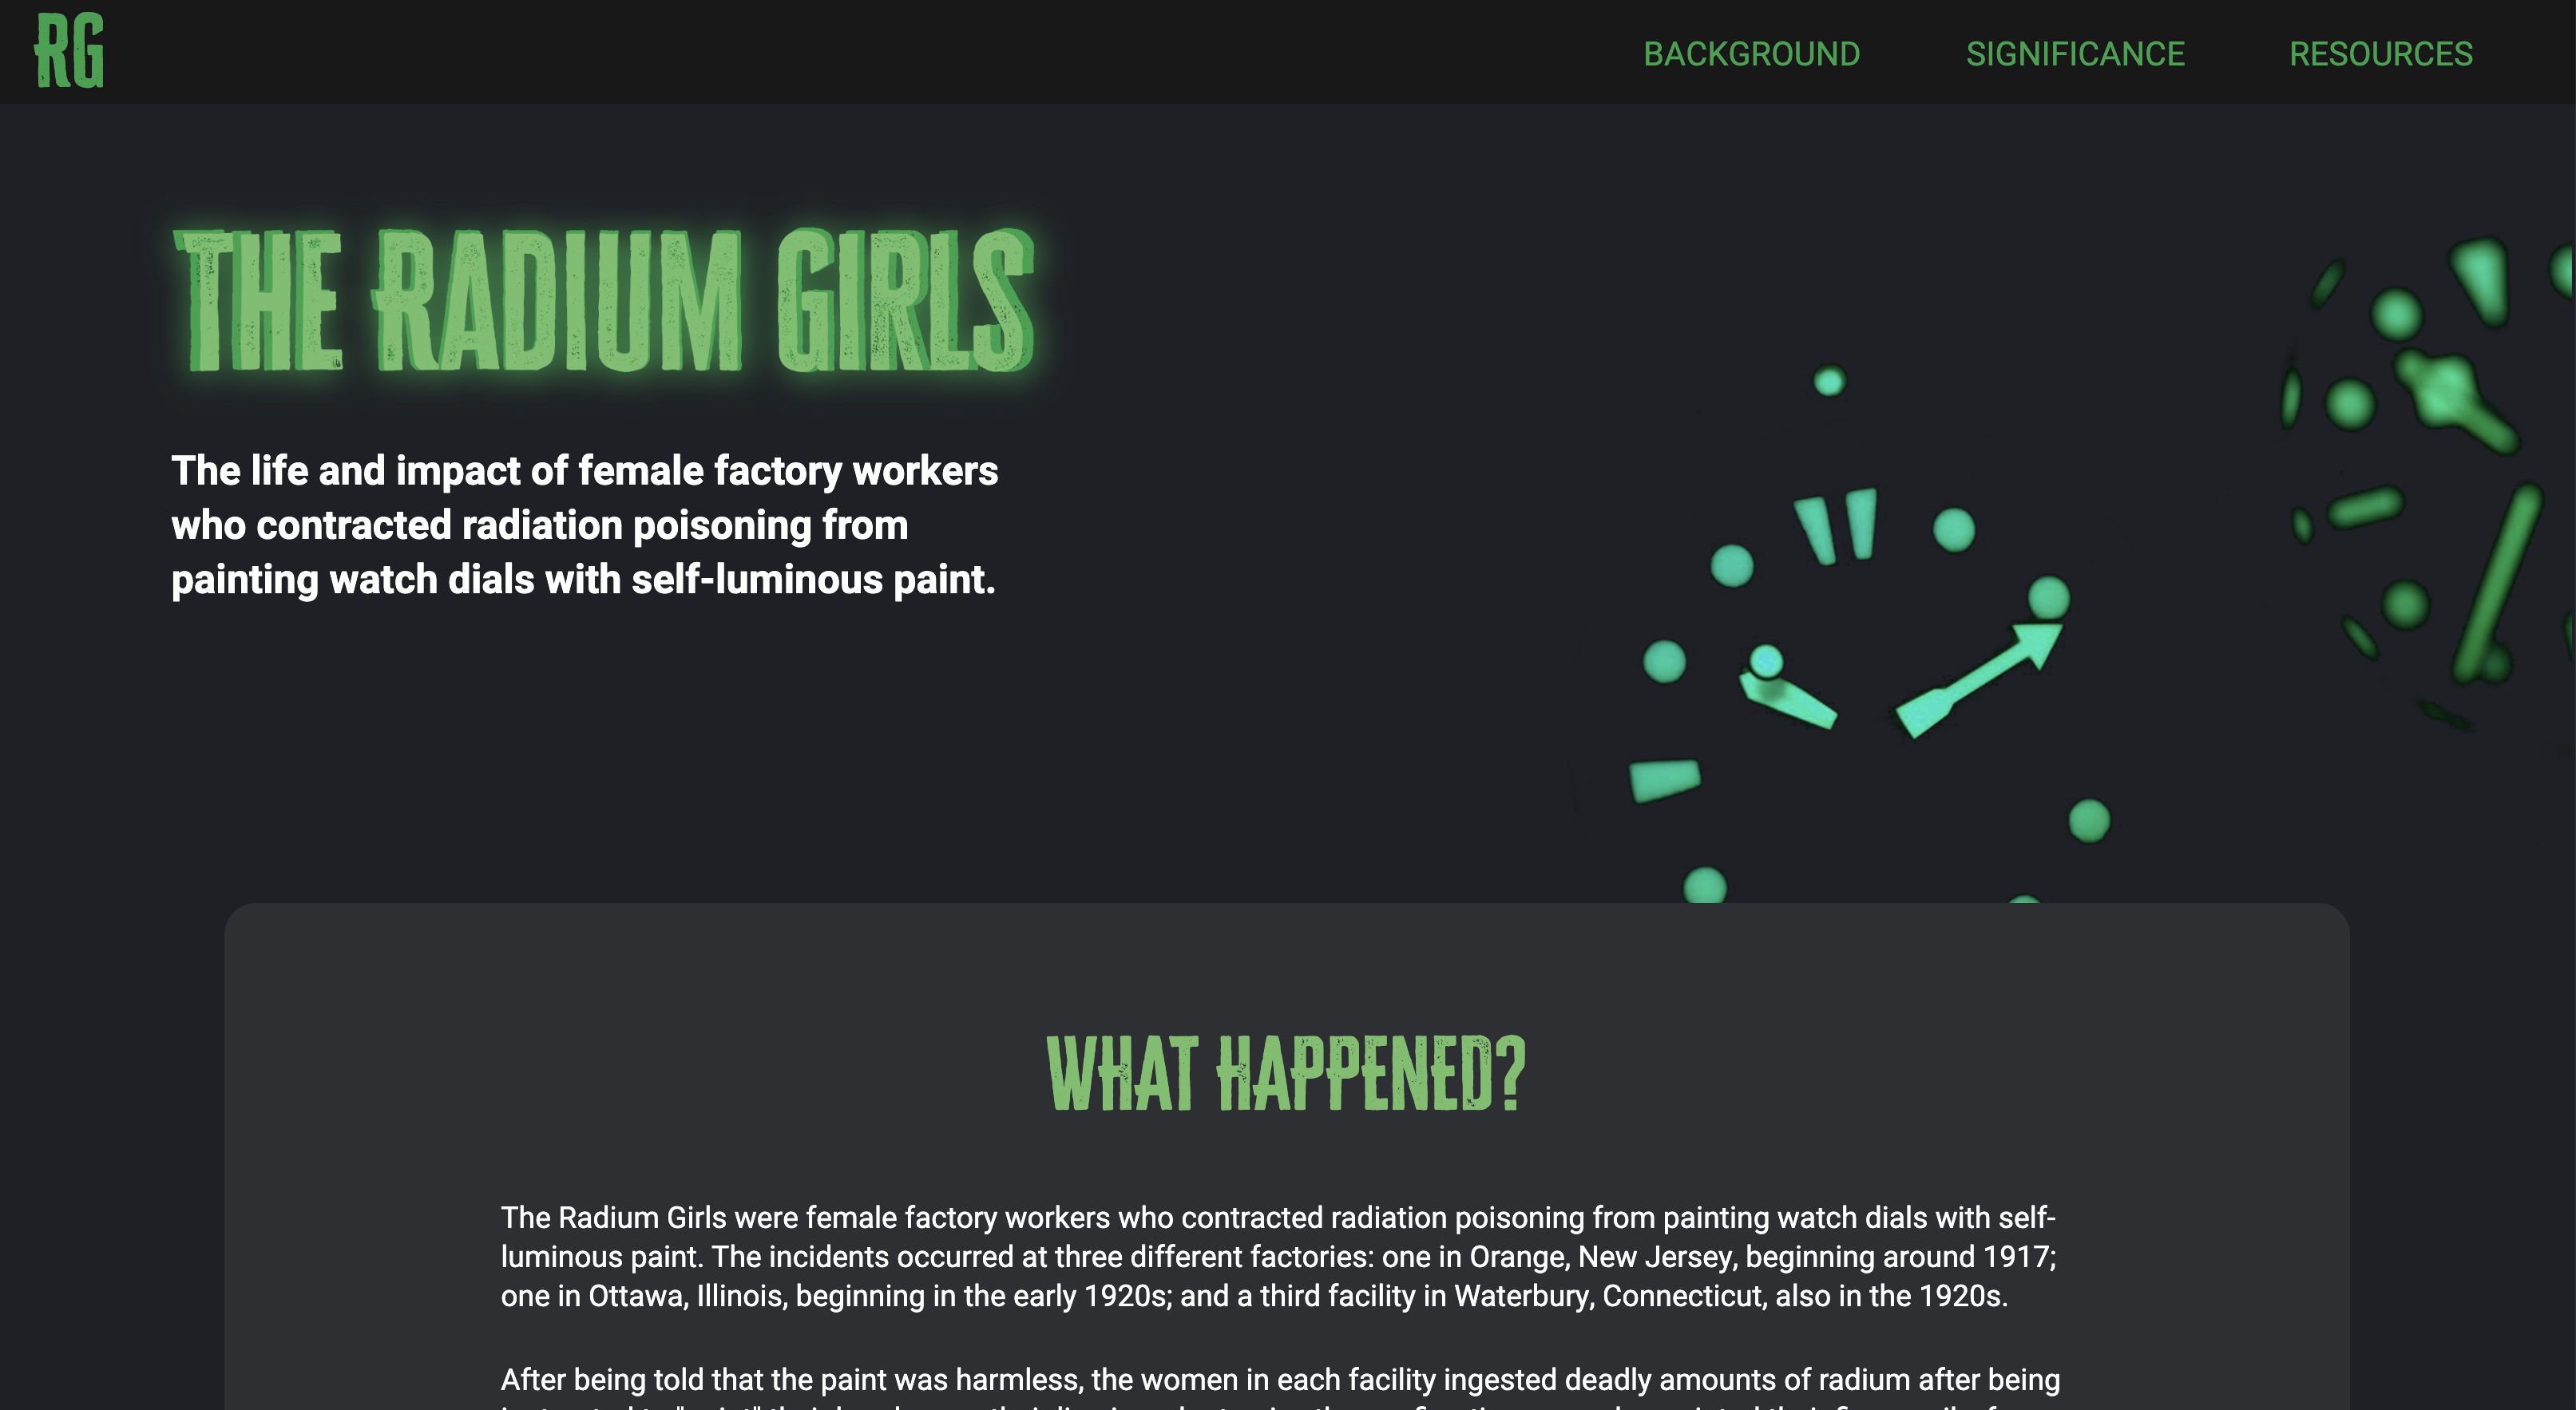 RG
BACKGROUND SIGNIFICANCE RESOURCES
THE RADIUM GIRLS
The life and impact of female factory workers
who contracted radiation poisoning from
painting watch dials with self-luminous paint.
WHAT HAPPENED?
The Radium Girls were female factory workers who contracted radiation poisoning from painting watch dials with self-
luminous paint. The incidents occurred at three different factories: one in Orange, New Jersey, beginning around 1917;
one in Ottawa, Illinois, beginning in the early 1920s; and a third facility in Waterbury, Connecticut, also in the 1920s.
After being told that the paint was harmless, the women in each facility ingested deadly amounts of radium after being